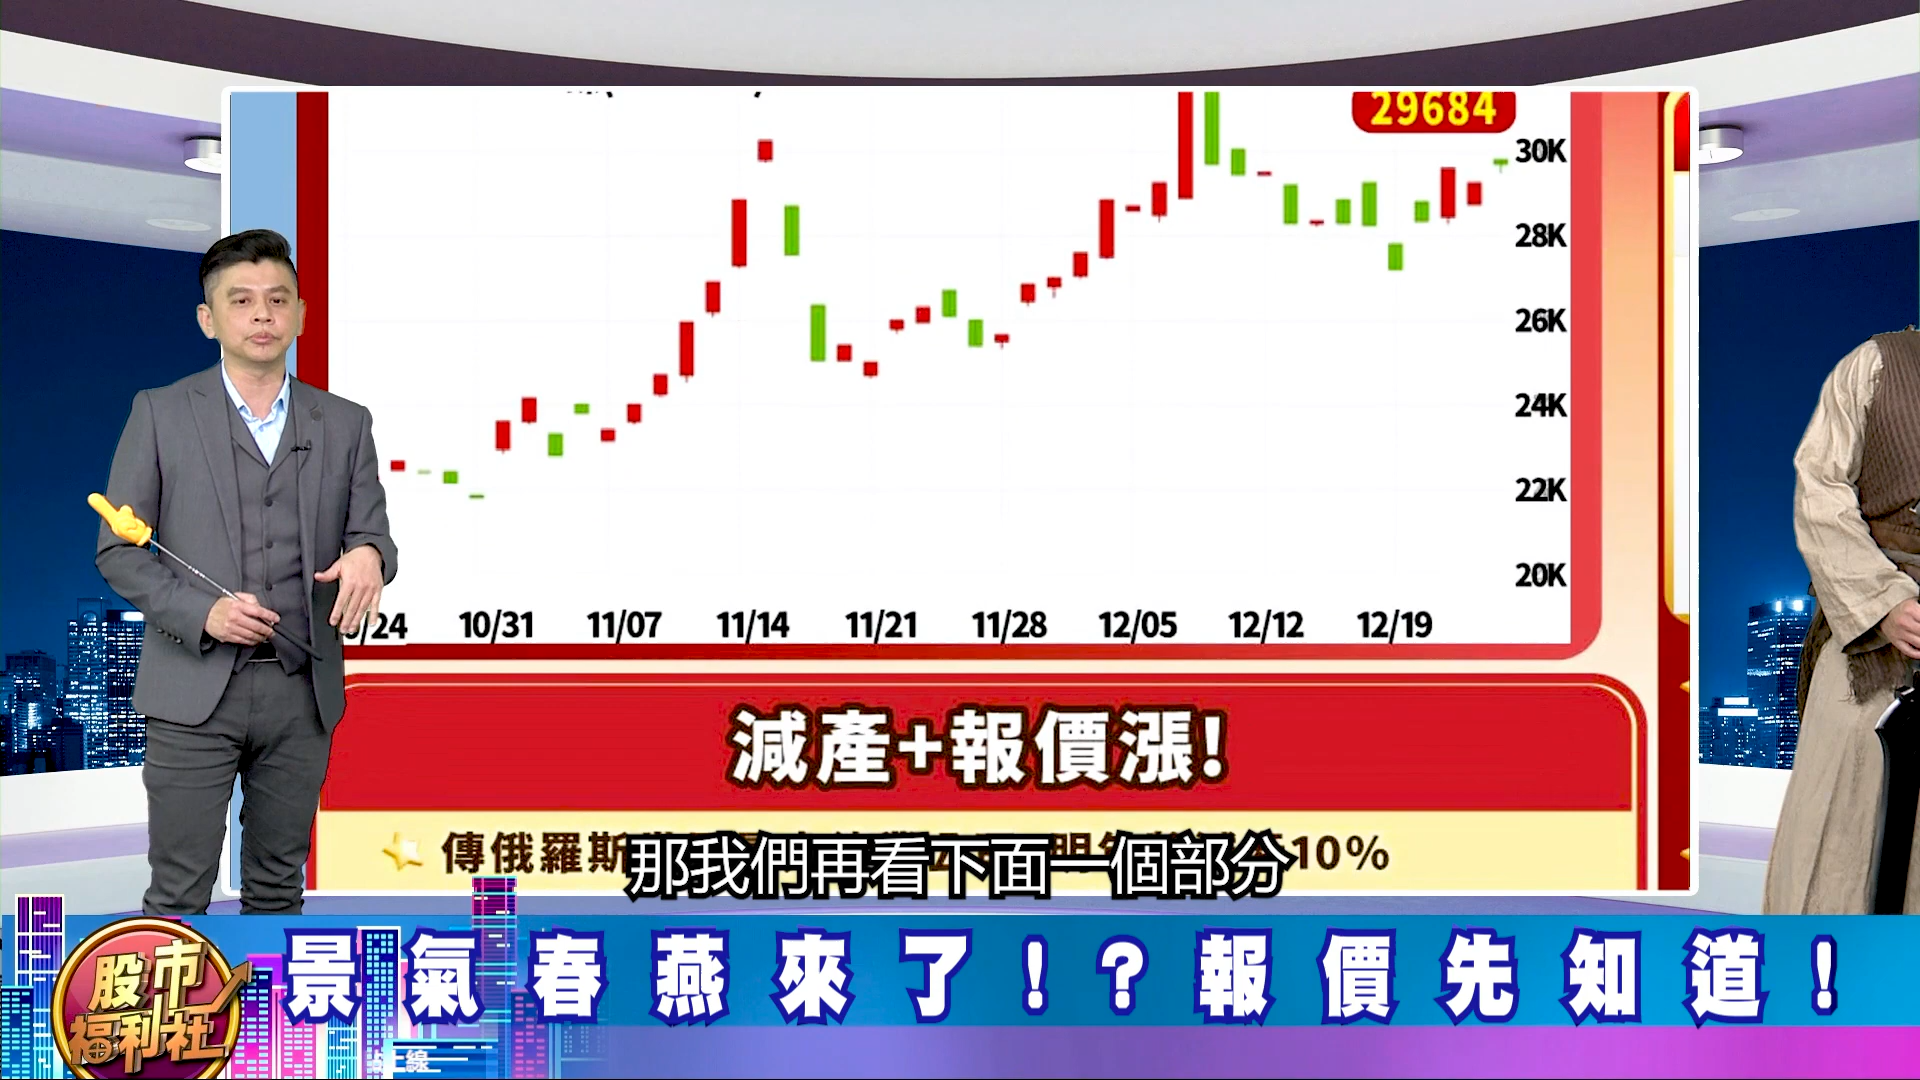 29684
30K
28K
26K
24K
22K
20K
/24 10/31 11/07 11/14 11/21 11/28 12/05 12/12 12/19
減產+報價漲!
傳俄羅斯 10%
那我們再看下面一個部分
景氣春燕來了!?報價先知道!
股市
福利社
上線